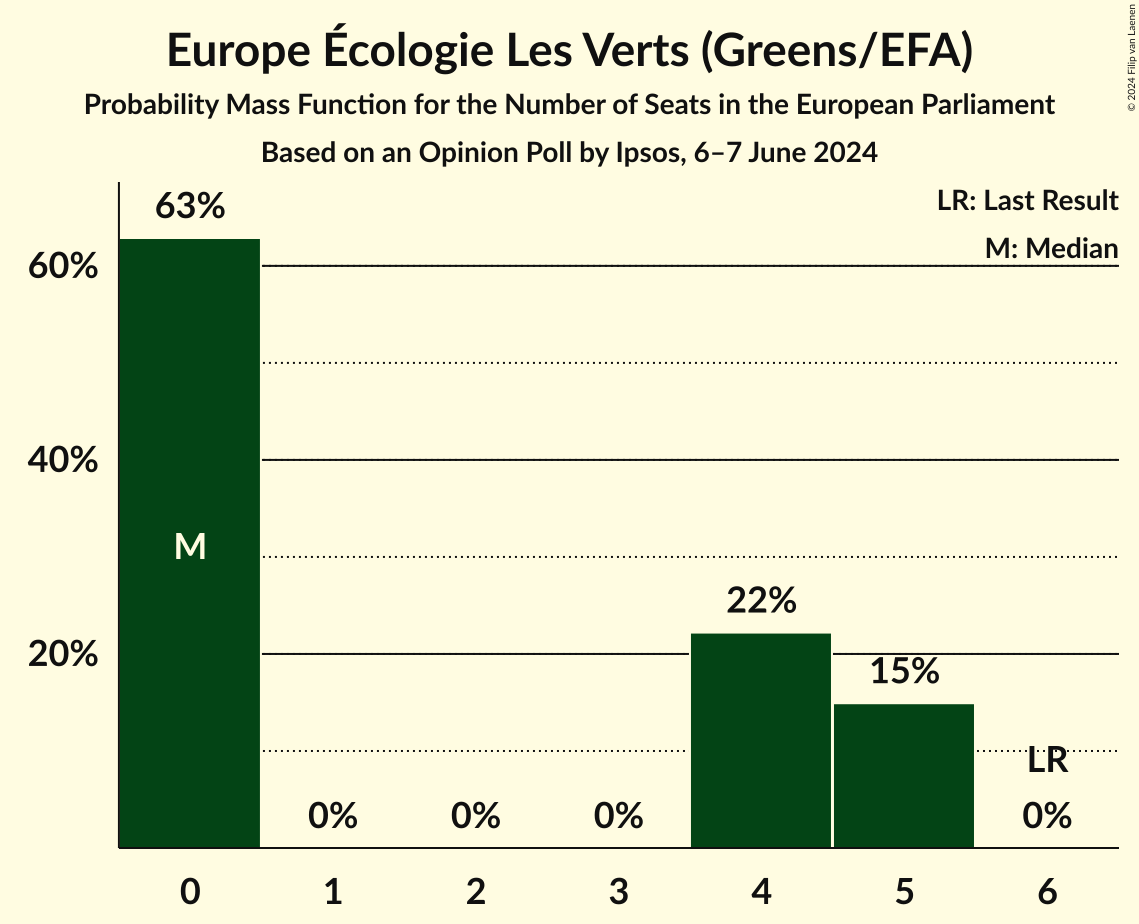 Europe Écologie Les Verts (Greens/EFA)
Probability Mass Function for the Number of Seats in the European Parliament
Based on an Opinion Poll by Ipsos, 6–7 June 2024
© 2024 Filip van Laenen
LR: Last Result
M: Median
63%
60%
40%
M
22%
20%
15%
LR
0%
0%
0%
0%
0
1
2
3
4
5
6